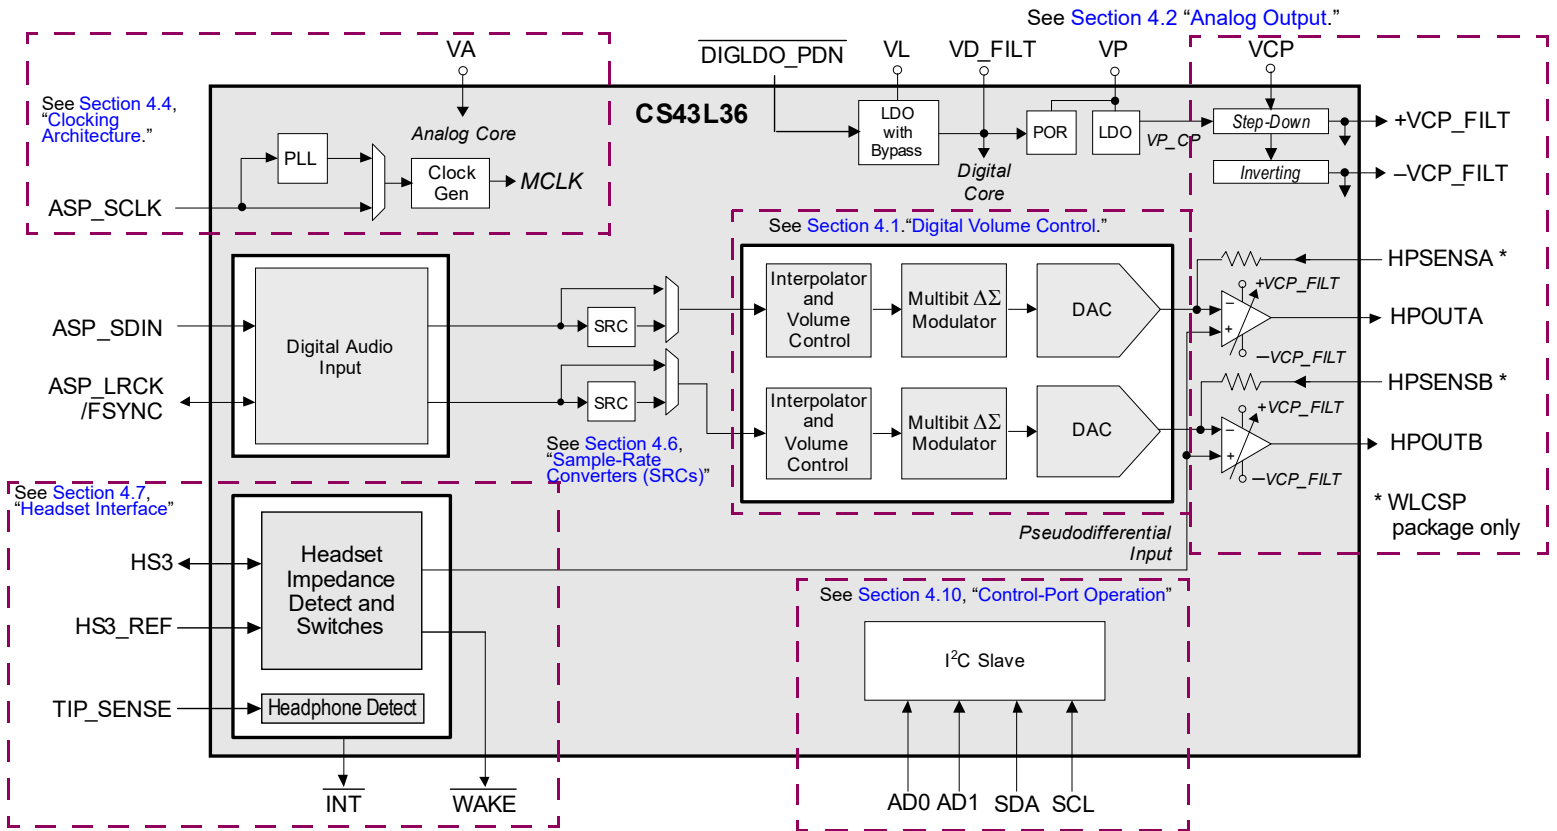 See Section 4.2 “Analog Output.”
VA
DIGLDO_PDN
VL
VD_FILT
VP
VCP
See Section 4.4,
“Clocking
Architecture.”
CS43L36
Analog Core
LDO
with
Bypass
POR
LDO
VP_CP
Step-Down
+VCP_FILT
PLL
Clock
Gen
MCLK
Digital
Core
Inverting
–VCP_FILT
ASP_SCLK
See Section 4.1.“Digital Volume Control.”
HPSENSA *
Interpolator
and
Volume
Control
Multibit ΔΣ
Modulator
DAC
+VCP_FILT
–
+
HPOUTA
–VCP_FILT
ASP_SDIN
SRC
Digital Audio
Input
ASP_LRCK
/FSYNC
SRC
HPSENSB *
Interpolator
and
Volume
Control
Multibit ΔΣ
Modulator
DAC
+VCP_FILT
–
+
HPOUTB
–VCP_FILT
See Section 4.6,
“Sample-Rate
Converters (SRCs)”
See Section 4.7,
“Headset Interface”
* WLCSP
package only
Pseudodifferential
Input
HS3
Headset
Impedance
Detect and
Switches
HS3_REF
See Section 4.10, “Control-Port Operation”
I2C Slave
TIP_SENSE
Headphone Detect
INT
WAKE
AD0
AD1
SDA
SCL